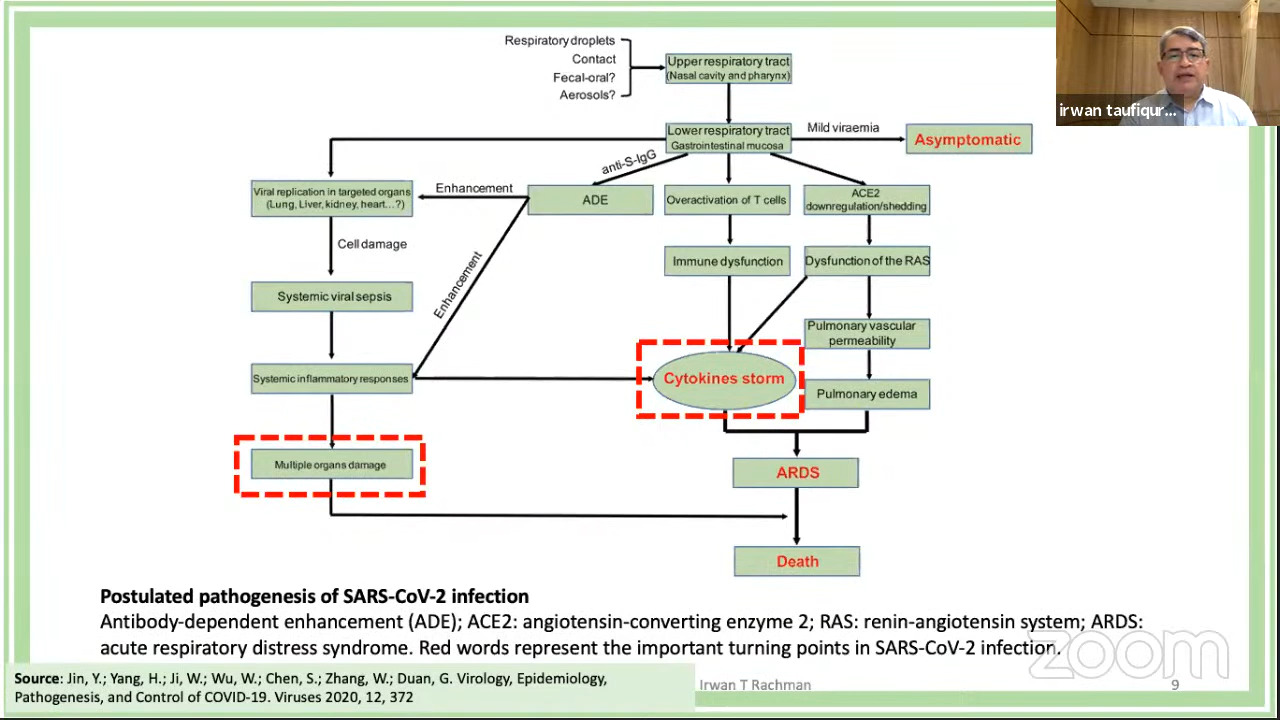 Respiratory droplets
Contact
Fecal-oral?
Aerosols?
Upper respiratory tract
(Nasal cavity and pharynx)
irwan taufiqur...
Lower respiratory tract
Gastrointestinal mucosa
Mild viraemia
Asymptomatic
anti-S-IgG
Viral replication in targeted organs
(Lung, Liver, kidney, heart...?)
Enhancement
ADE
Overactivation of T cells
ACE2
downregulation/shedding
Cell damage
Enhancement
Immune dysfunction
Dysfunction of the RAS
Systemic viral sepsis
Pulmonary vascular
permeability
Systemic inflammatory responses
Cytokines storm
Pulmonary edema
Multiple organs damage
ARDS
Death
Postulated pathogenesis of SARS-CoV-2 infection
Antibody-dependent enhancement (ADE); ACE2: angiotensin-converting enzyme 2; RAS: renin-angiotensin system; ARDS:
acute respiratory distress syndrome. Red words represent the important turning points in SARS-CoV-2 infection.
zoom
Source: Jin, Y.; Yang, H.; Ji, W.; Wu, W.; Chen, S.; Zhang, W.; Duan, G. Virology, Epidemiology,
Pathogenesis, and Control of COVID-19. Viruses 2020, 12, 372
Irwan T Rachman
9